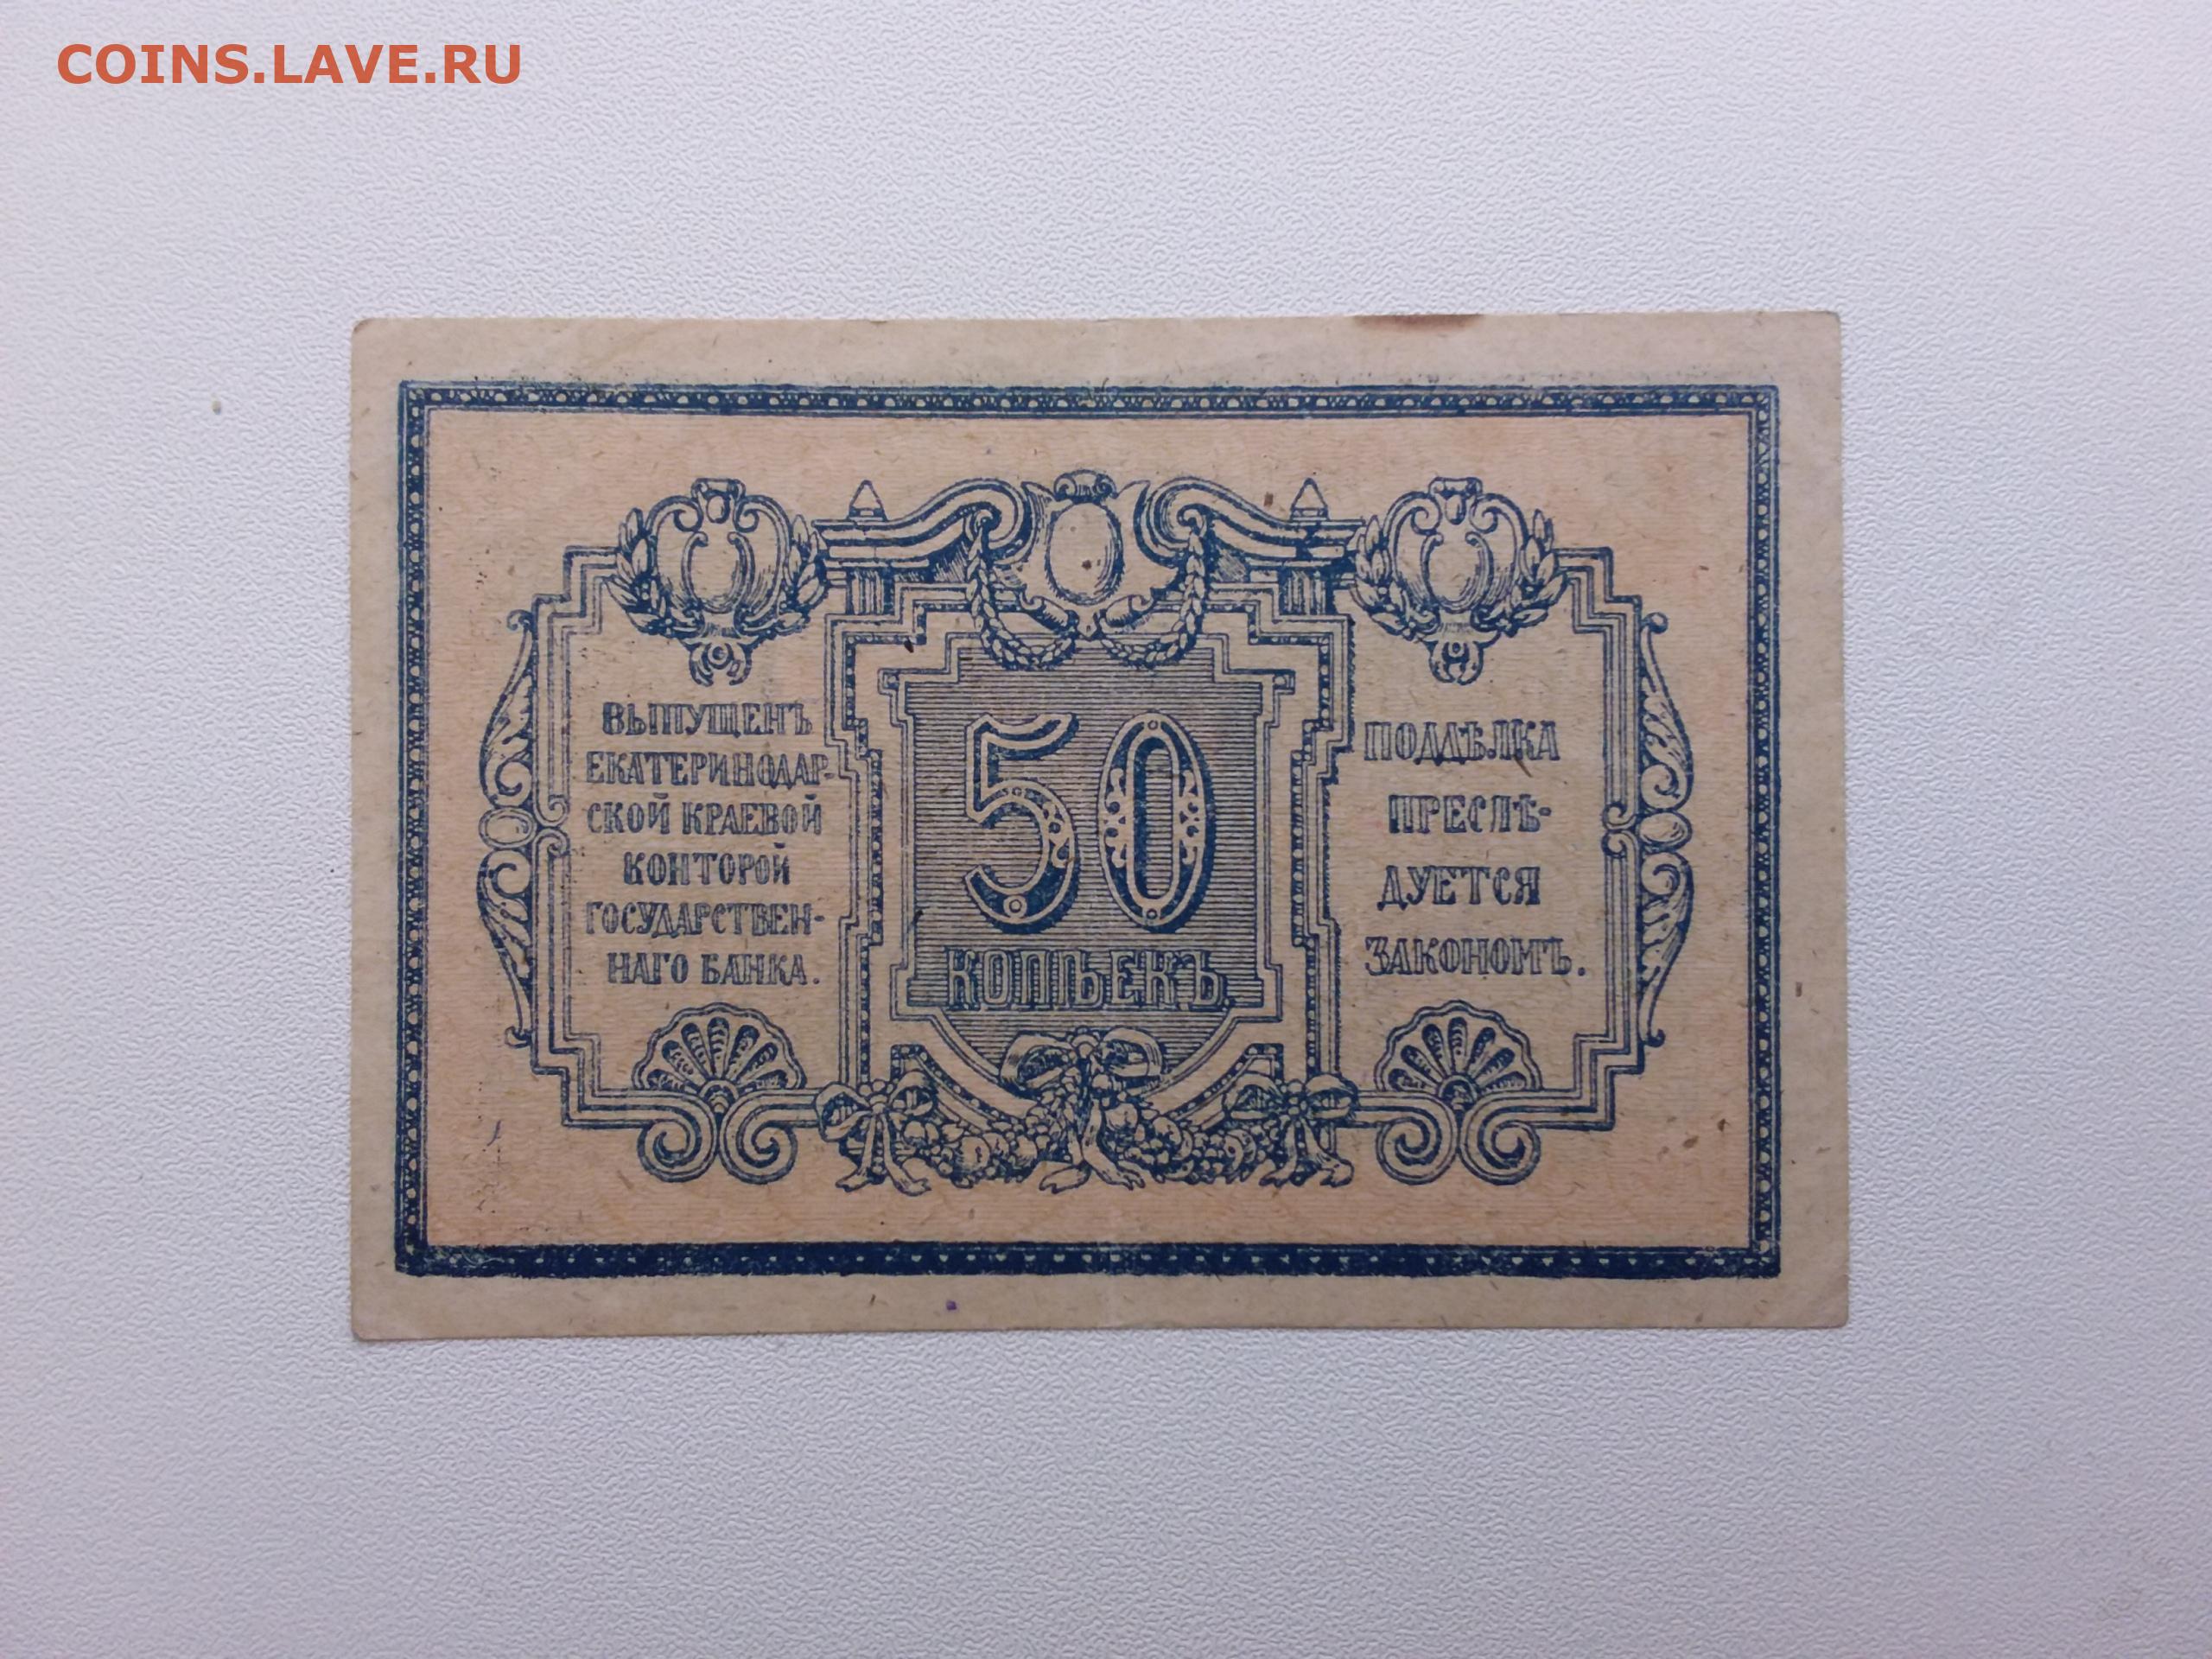 COINS.LAVE.RU
ВЫПУЩЕНЪ
ЕКАТЕРИНОДАР-
СКОЙ КРАЕВОЙ
КОНТОРОЙ
ГОСУДАРСТВЕН-
НАГО БАНКА.
50
КОПѢЕКЪ.
ПОДДѢЛКА
ПРЕСЛѢ-
ДУЕТСЯ
ЗАКОНОМЪ.